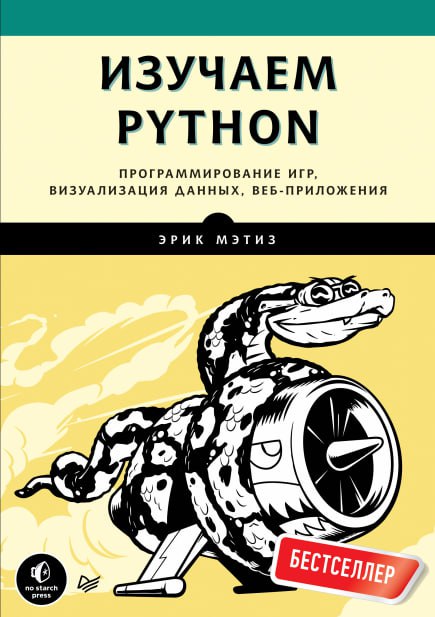 ИЗУЧАЕМ
PYTHON
ПРОГРАММИРОВАНИЕ ИГР,
ВИЗУАЛИЗАЦИЯ ДАННЫХ, ВЕБ-ПРИЛОЖЕНИЯ
ЭРИК МЭТИЗ
БЕСТСЕЛЛЕР
no starch
press